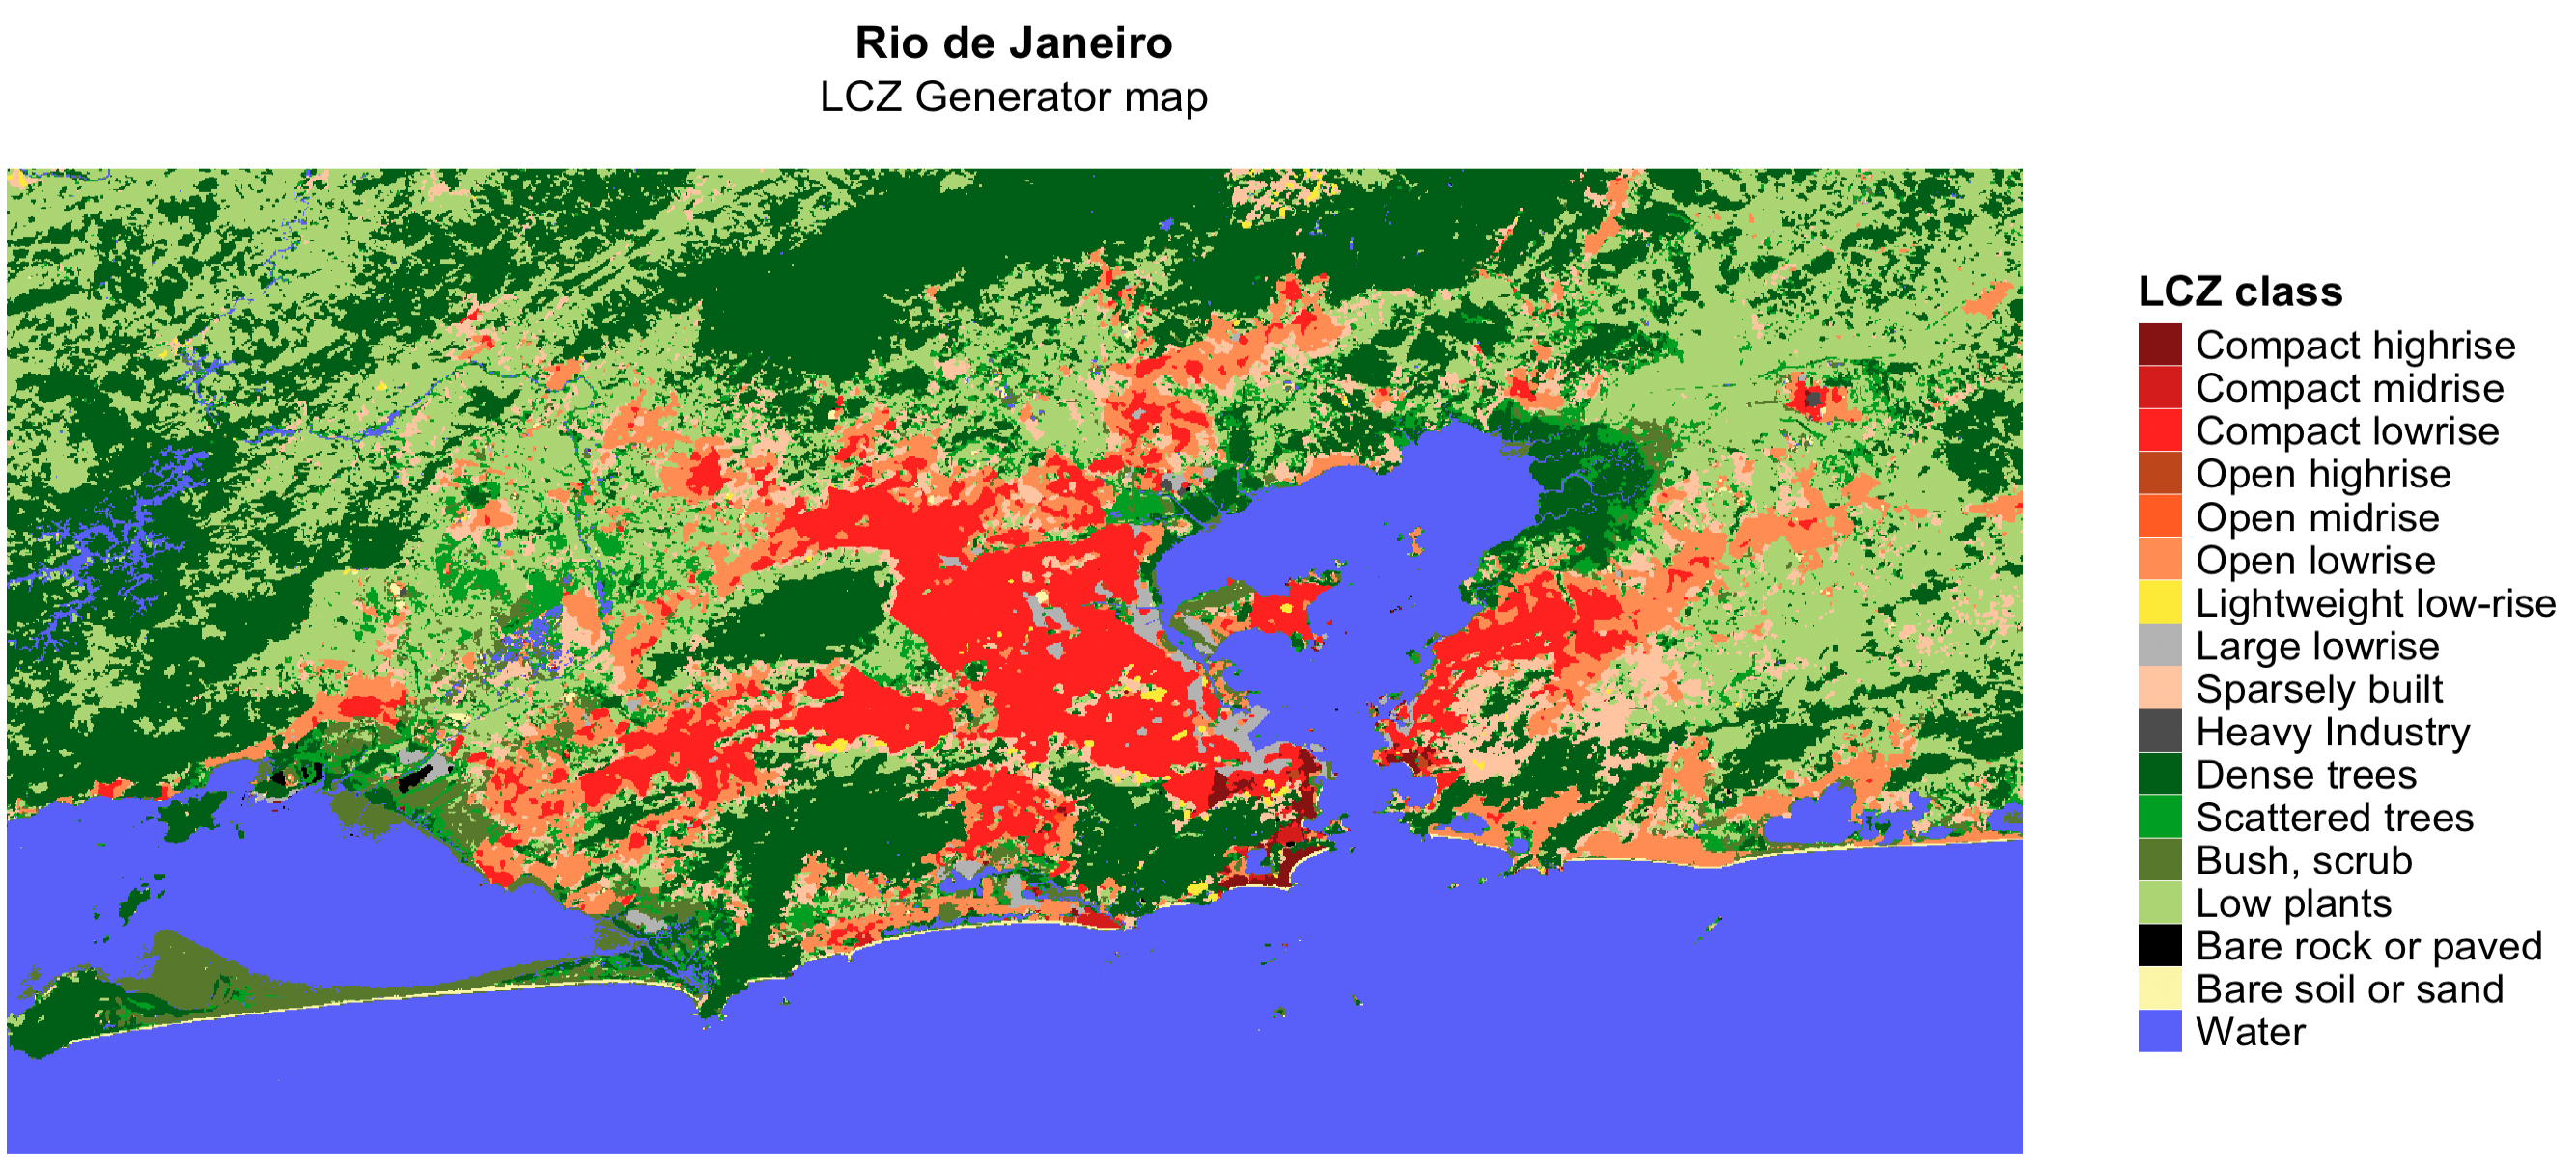 Rio de Janeiro
LCZ Generator map
LCZ class
Compact highrise
Compact midrise
Compact lowrise
Open highrise
Open midrise
Open lowrise
Lightweight low-rise
Large lowrise
Sparsely built
Heavy Industry
Dense trees
Scattered trees
Bush, scrub
Low plants
Bare rock or paved
Bare soil or sand
Water